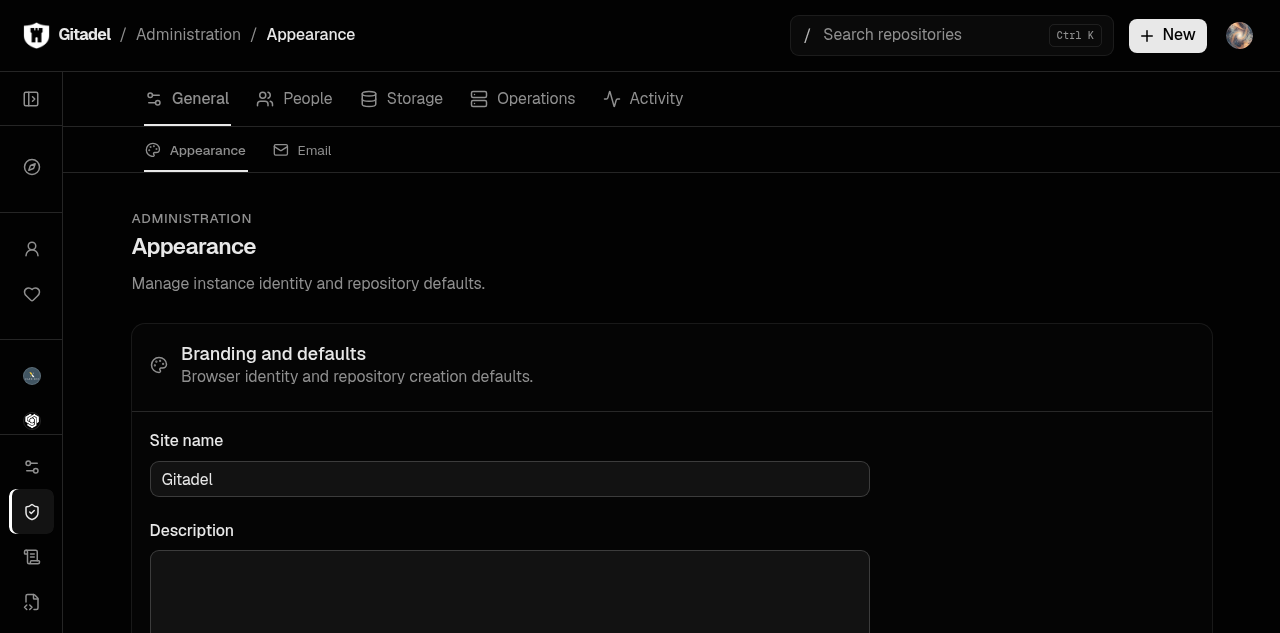 Gitadel / Administration / Appearance
/ Search repositories Ctrl K
New
General People Storage Operations Activity
Appearance Email
ADMINISTRATION
Appearance
Manage instance identity and repository defaults.
Branding and defaults
Browser identity and repository creation defaults.
Site name
Gitadel
Description